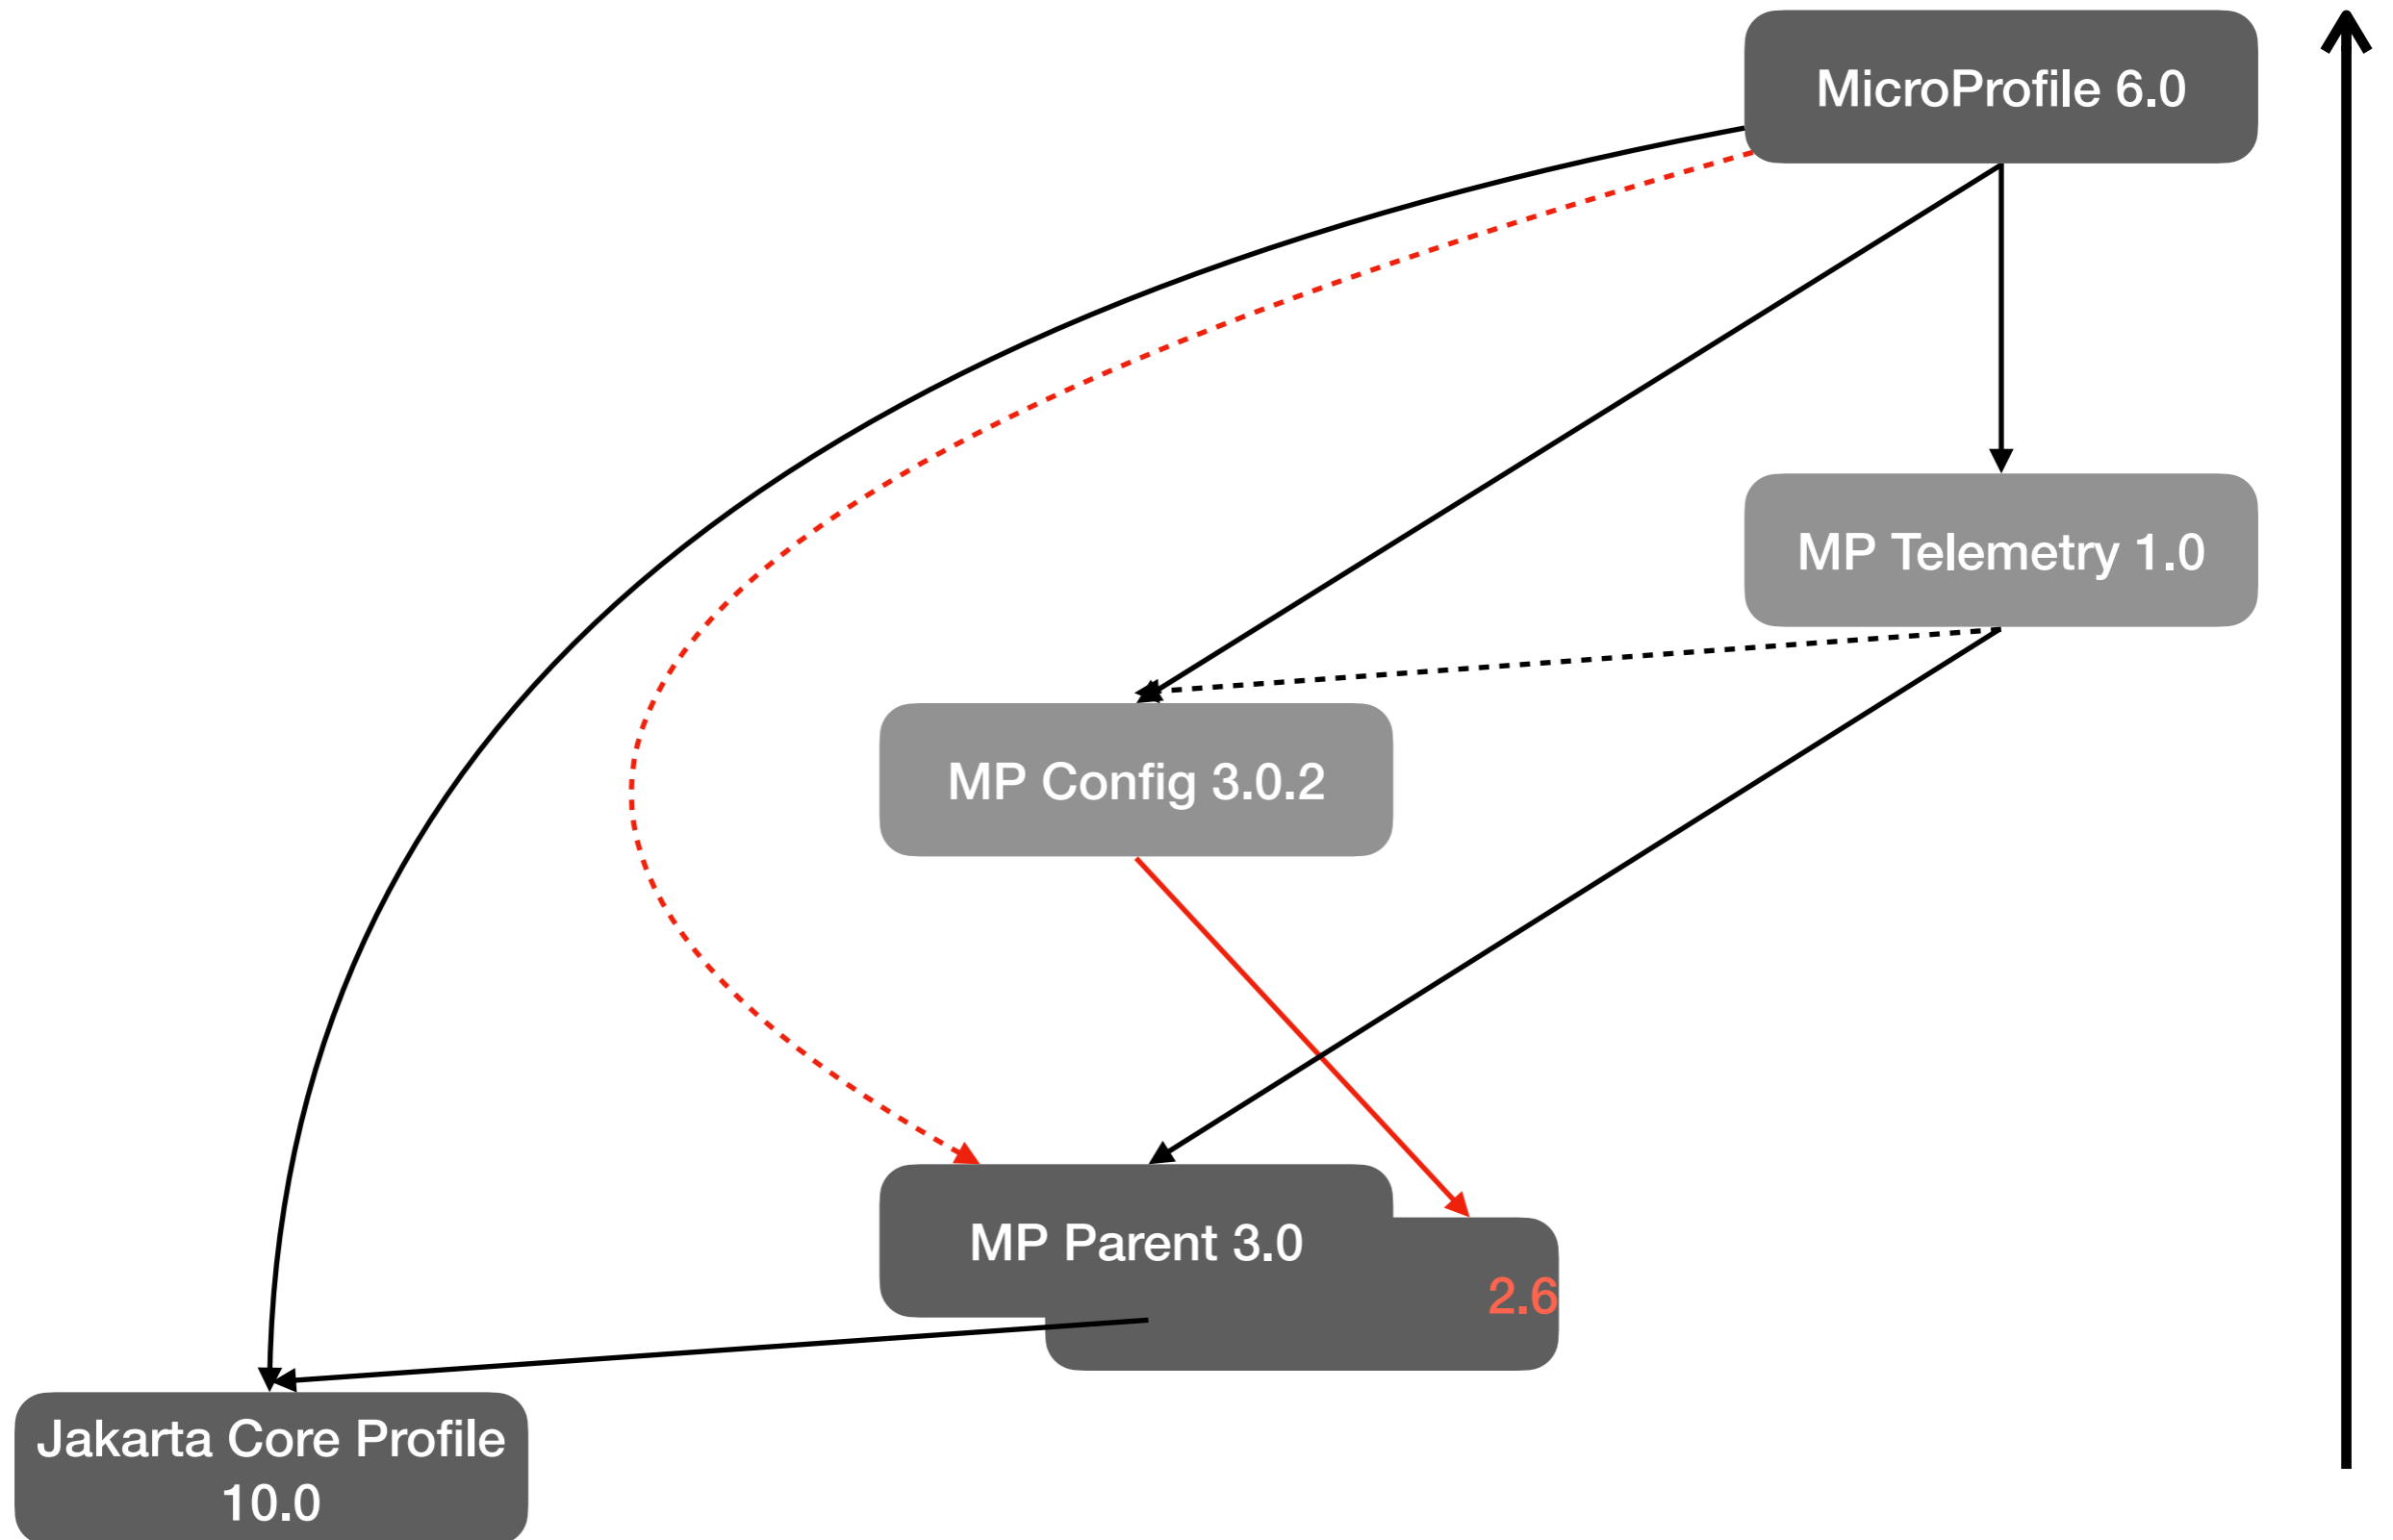 MicroProfile 6.0
MP Telemetry 1.0
MP Config 3.0.2
MP Parent 3.0
2.6
Jakarta Core Profile
10.0